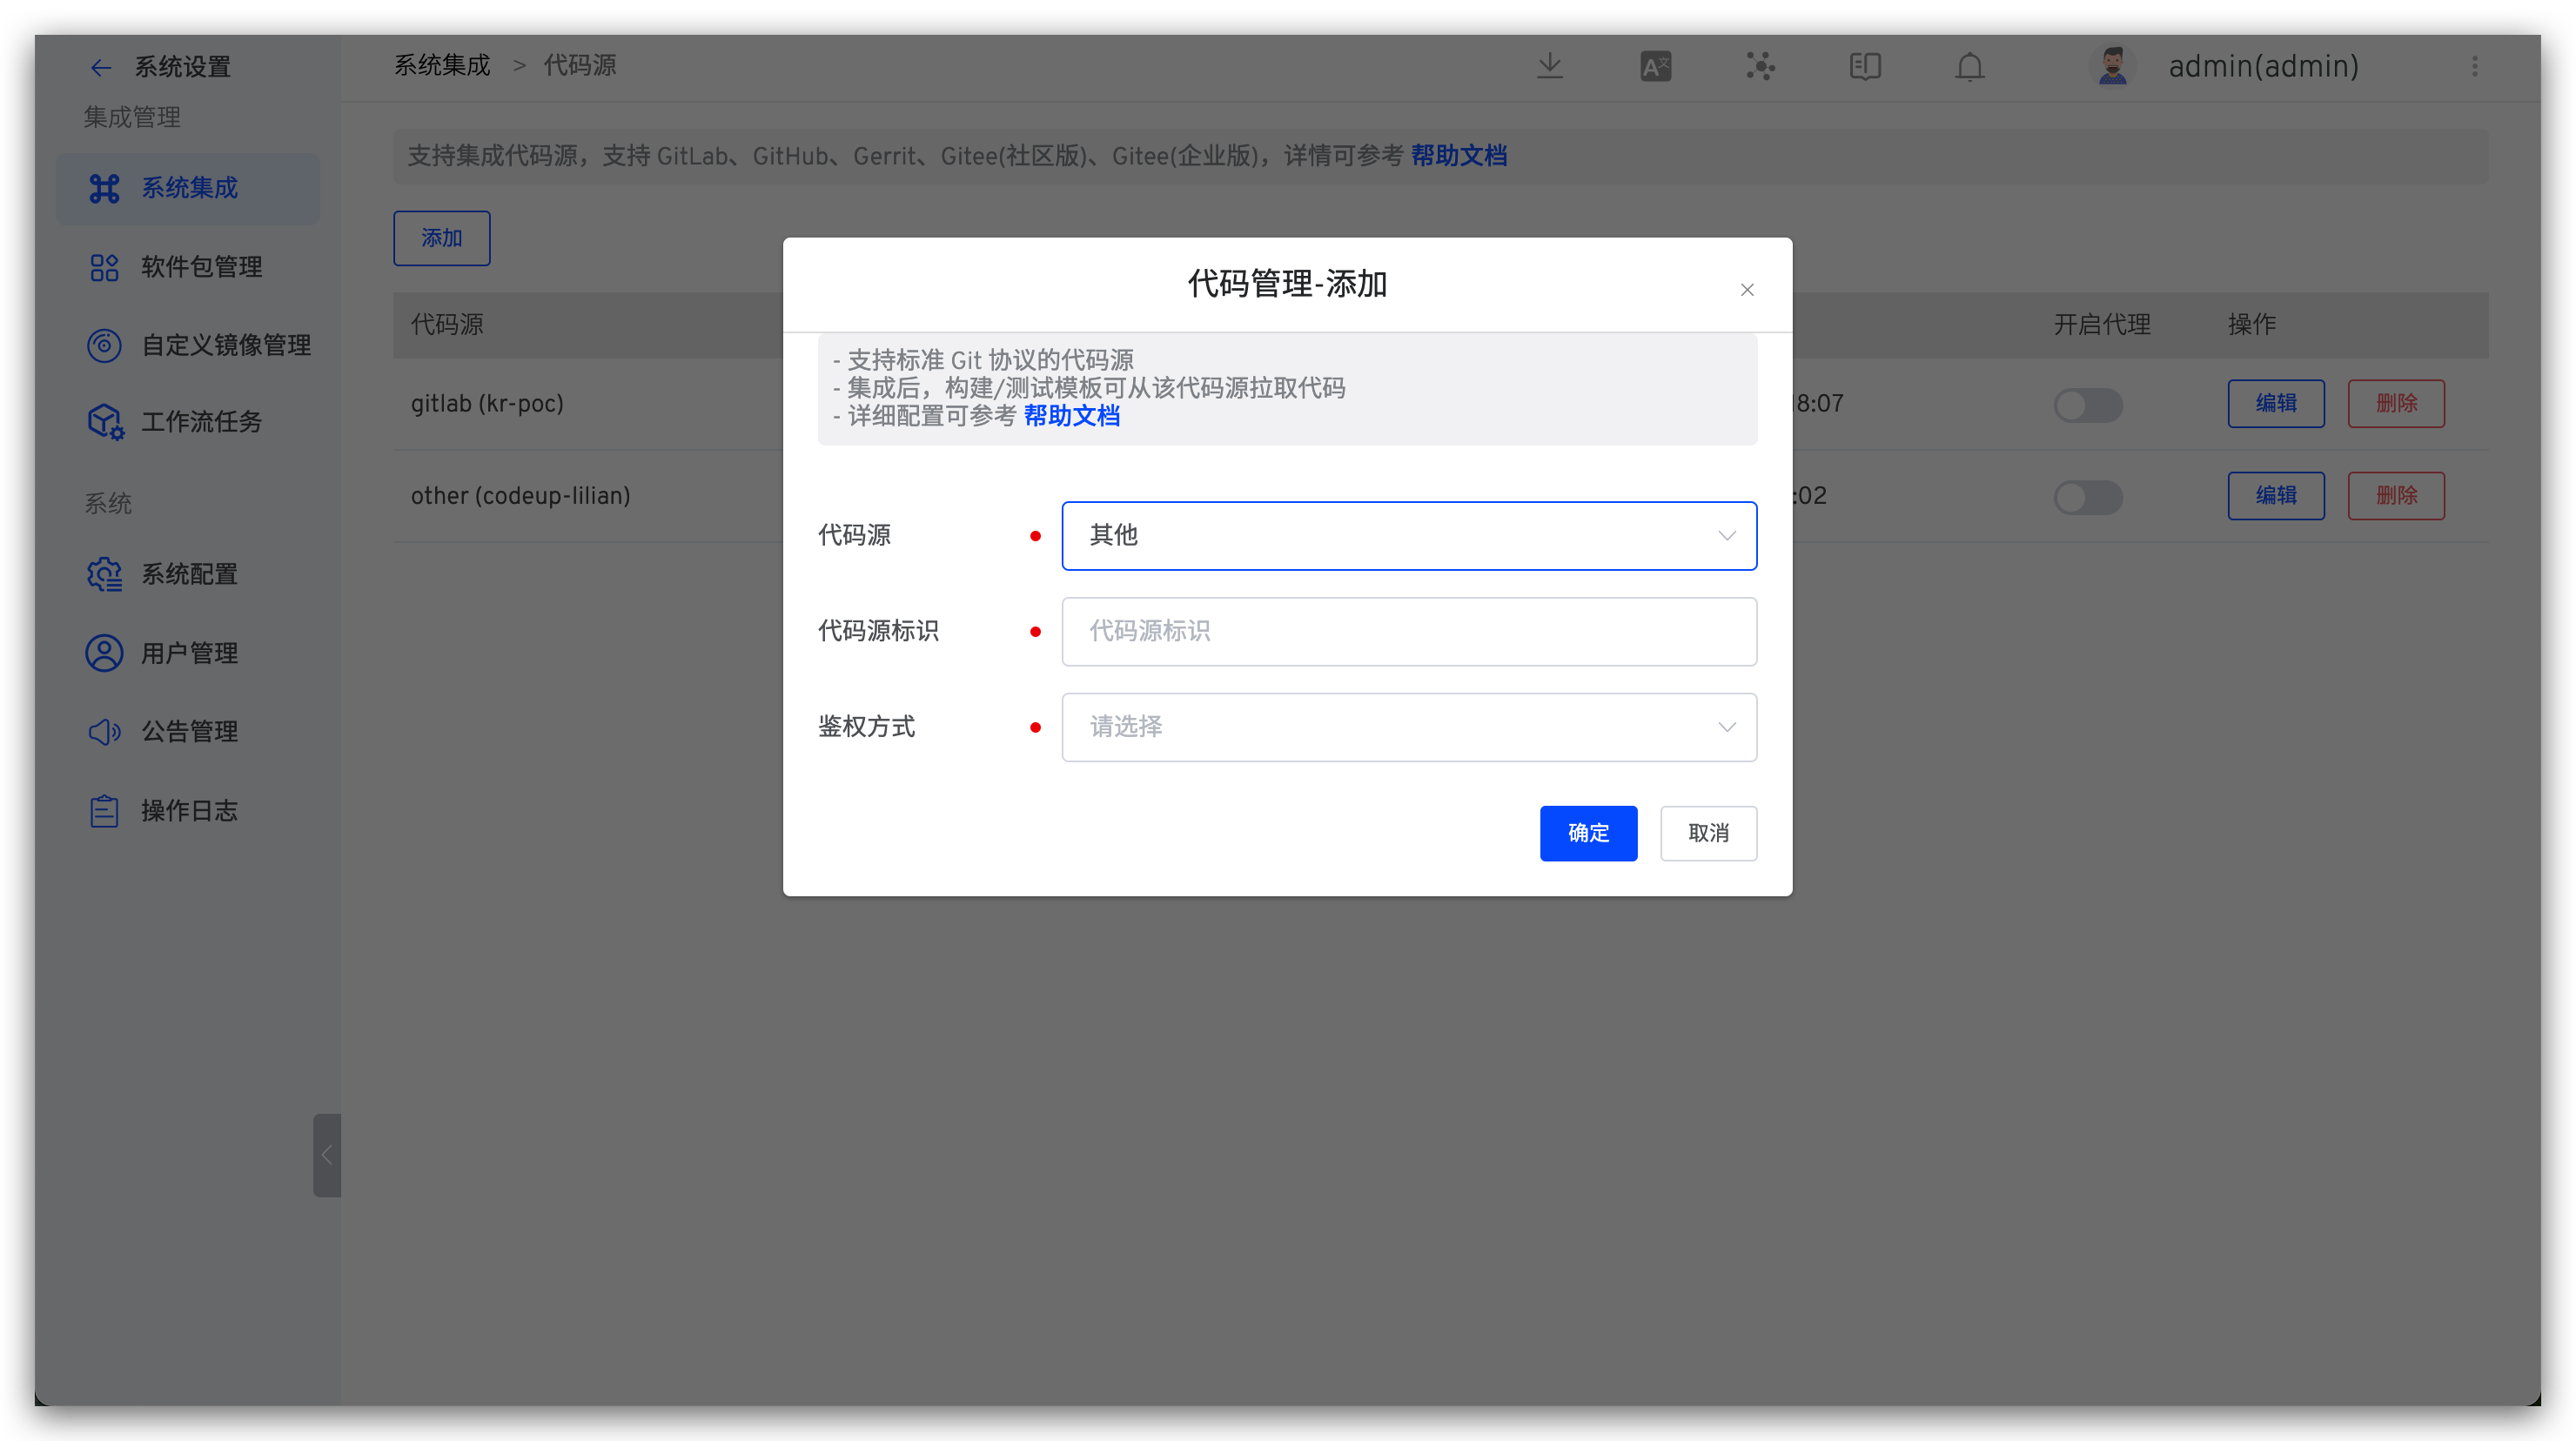 系统设置
集成管理
系统集成
软件包管理
自定义镜像管理
工作流任务
系统
系统配置
用户管理
公告管理
操作日志
系统集成 > 代码源
admin(admin)
支持集成代码源，支持 GitLab、GitHub、Gerrit、Gitee(社区版)、Gitee(企业版)，详情可参考 帮助文档
添加
代码源 开启代理 操作
gitlab (kr-poc) 8:07 编辑 删除
other (codeup-lilian) :02 编辑 删除
代码管理-添加
- 支持标准 Git 协议的代码源
- 集成后，构建/测试模板可从该代码源拉取代码
- 详细配置可参考 帮助文档
代码源 其他
代码源标识 代码源标识
鉴权方式 请选择
确定 取消